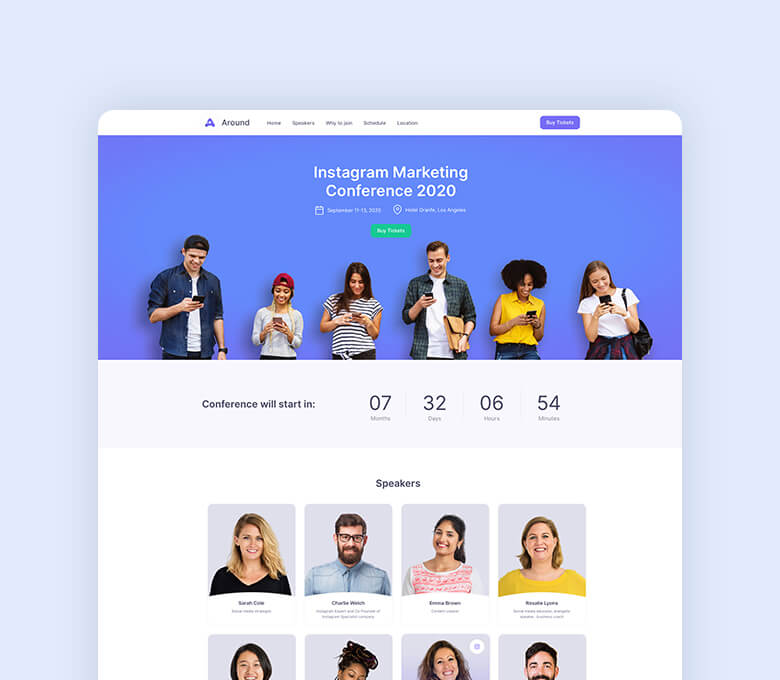 Around
Home
Speakers
Why to join
Schedule
Location
Buy Tickets
Instagram Marketing
Conference 2020
September 11-13, 2020
Hotel Granfe, Los Angeles
Buy Tickets
Conference will start in:
07
Months
32
Days
06
Hours
54
Minutes
Speakers
Sarah Cole
Social media strategist
Charlie Welch
Instagram Expert and Co-Founder of
Instagram Specialist company
Emma Brown
Content creator
Rosalie Lyons
Social media educator, evangelist
speaker, business coach